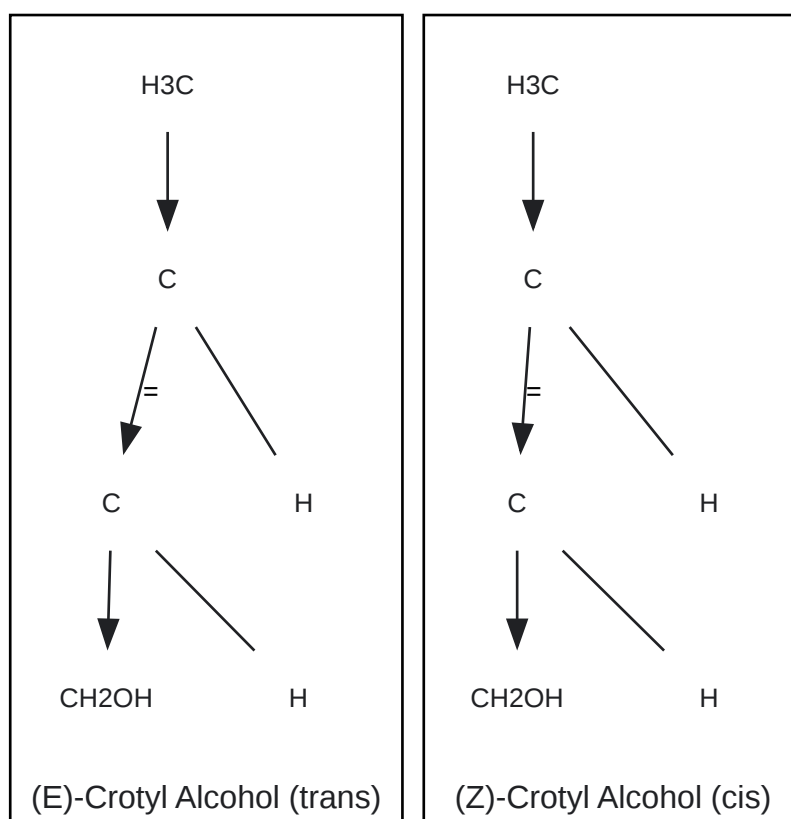 H3C
C
=
C
H
CH2OH
H
(E)-Crotyl Alcohol (trans)
H3C
C
=
C
H
CH2OH
H
(Z)-Crotyl Alcohol (cis)